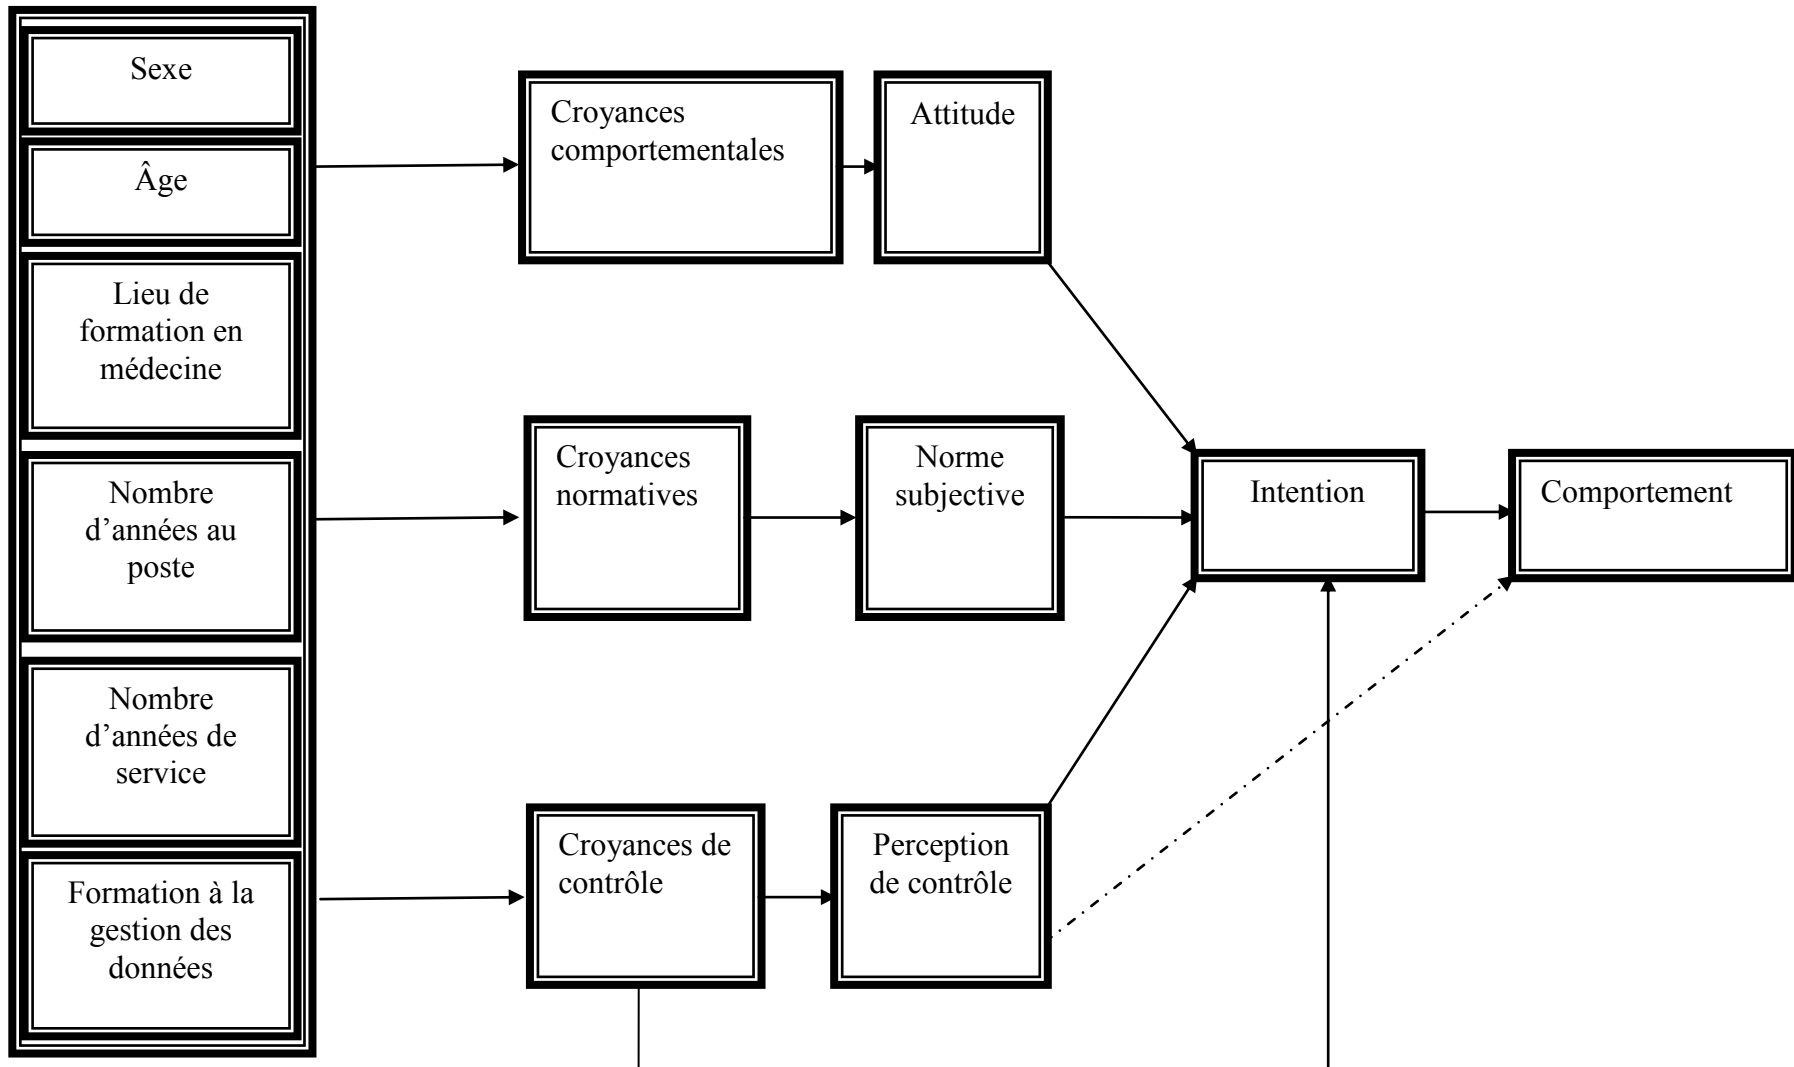 Sexe
Âge
Lieu de
formation en
médecine
Nombre
d’années au
poste
Nombre
d’années de
service
Formation à la
gestion des
données
Croyances
comportementales
Attitude
Croyances
normatives
Norme
subjective
Croyances de
contrôle
Perception
de contrôle
Intention
Comportement